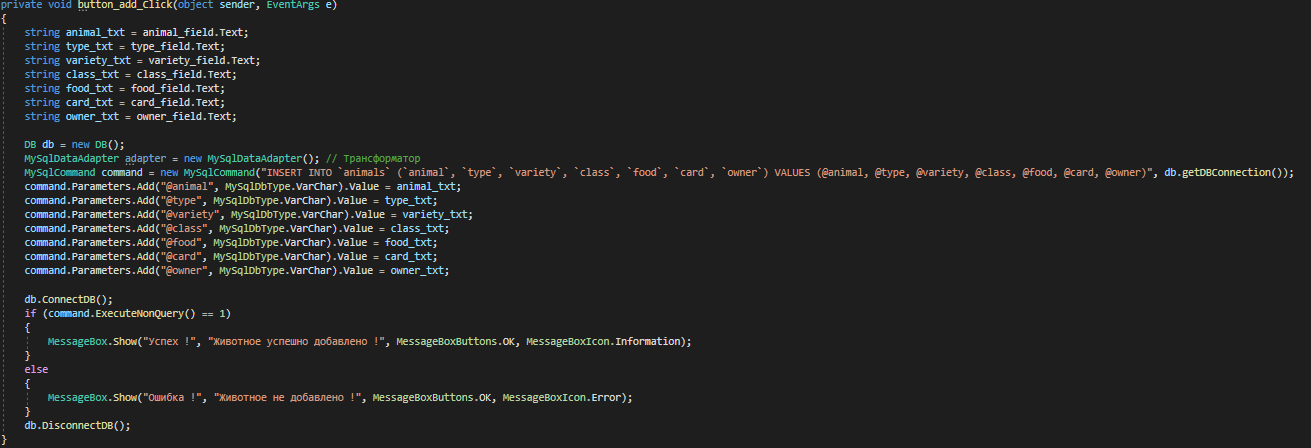 private void button_add_Click(object sender, EventArgs e)
{
string animal_txt = animal_field.Text;
string type_txt = type_field.Text;
string variety_txt = variety_field.Text;
string class_txt = class_field.Text;
string food_txt = food_field.Text;
string card_txt = card_field.Text;
string owner_txt = owner_field.Text;
DB db = new DB();
MySqlDataAdapter adapter = new MySqlDataAdapter(); // Трансформатор
MySqlCommand command = new MySqlCommand("INSERT INTO `animals` (`animal`, `type`, `variety`, `class`, `food`, `card`, `owner`) VALUES (@animal, @type, @variety, @class, @food, @card, @owner)", db.getDBConnection());
command.Parameters.Add("@animal", MySqlDbType.VarChar).Value = animal_txt;
command.Parameters.Add("@type", MySqlDbType.VarChar).Value = type_txt;
command.Parameters.Add("@variety", MySqlDbType.VarChar).Value = variety_txt;
command.Parameters.Add("@class", MySqlDbType.VarChar).Value = class_txt;
command.Parameters.Add("@food", MySqlDbType.VarChar).Value = food_txt;
command.Parameters.Add("@card", MySqlDbType.VarChar).Value = card_txt;
command.Parameters.Add("@owner", MySqlDbType.VarChar).Value = owner_txt;
db.ConnectDB();
if (command.ExecuteNonQuery() == 1)
{
MessageBox.Show("Успех !", "Животное успешно добавлено !", MessageBoxButtons.OK, MessageBoxIcon.Information);
}
else
{
MessageBox.Show("Ошибка !", "Животное не добавлено !", MessageBoxButtons.OK, MessageBoxIcon.Error);
}
db.DisconnectDB();
}